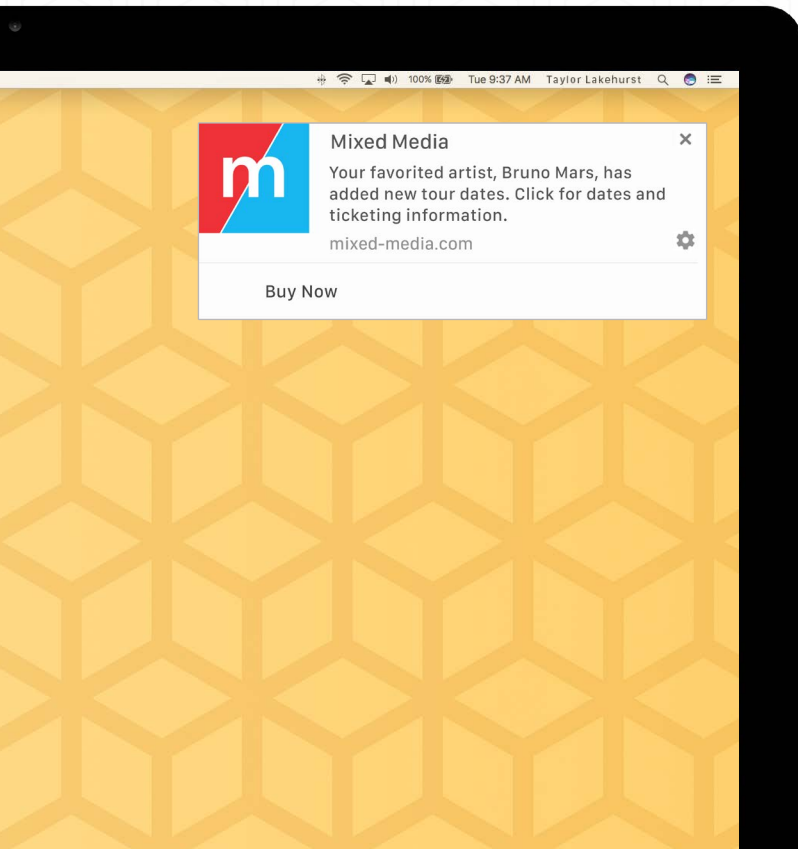 100% Tue 9:37 AM Taylor Lakehurst
m
Mixed Media
Your favorited artist, Bruno Mars, has
added new tour dates. Click for dates and
ticketing information.
mixed-media.com
Buy Now